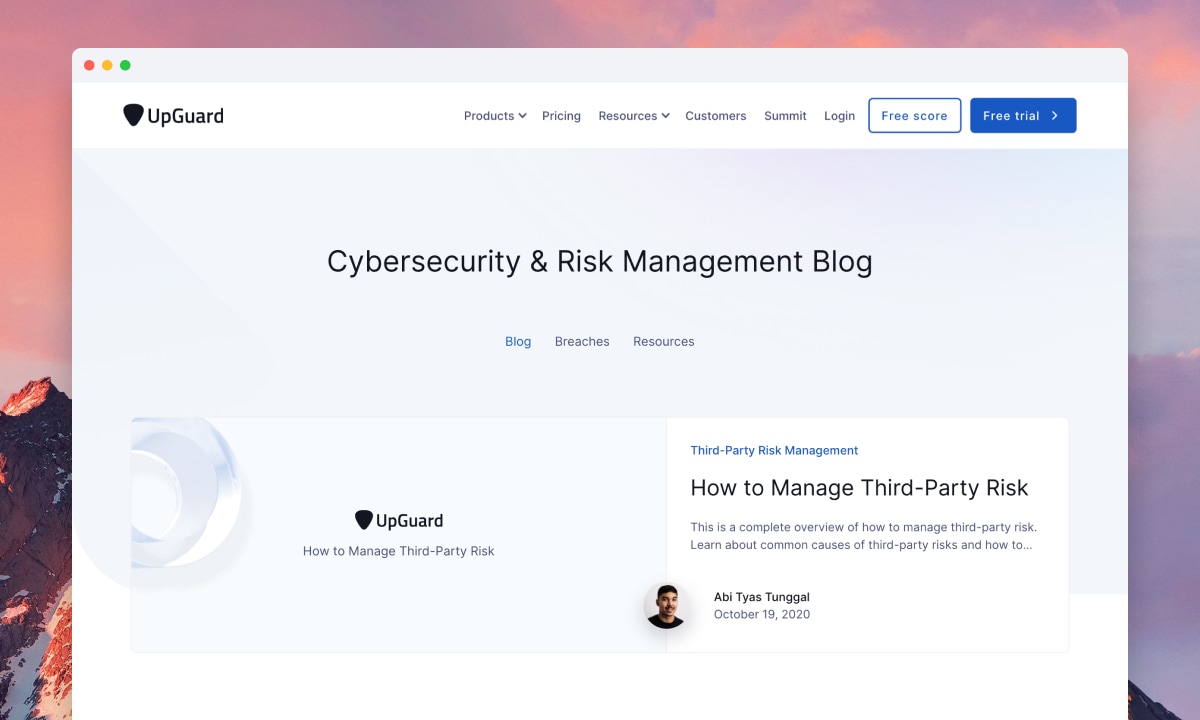 UpGuard
Products Pricing Resources Customers Summit Login Free score Free trial
Cybersecurity & Risk Management Blog
Blog Breaches Resources
UpGuard
How to Manage Third-Party Risk
Third-Party Risk Management
How to Manage Third-Party Risk
This is a complete overview of how to manage third-party risk.
Learn about common causes of third-party risks and how to...
Abi Tyas Tunggal
October 19, 2020